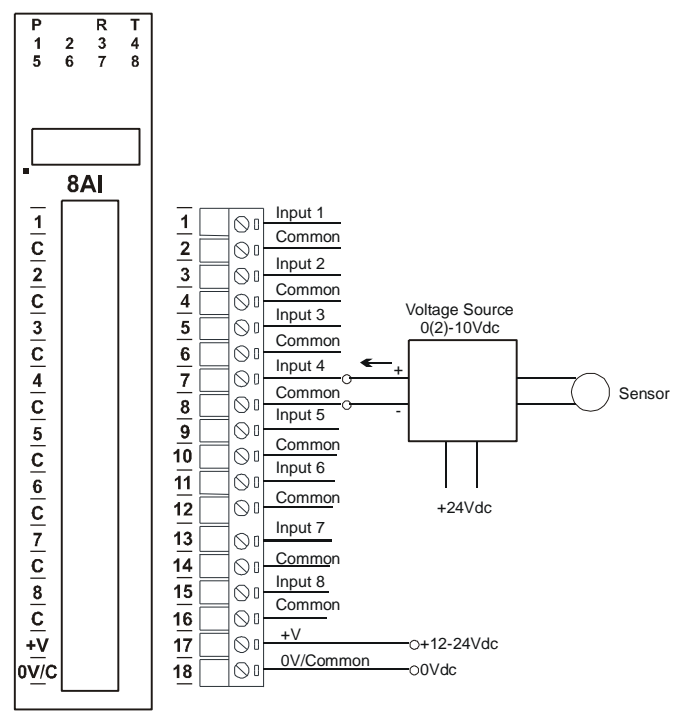 P R T
1 2 3 4
5 6 7 8
8AI
1
C
2
C
3
C
4
C
5
C
6
C
7
C
8
C
+V
0V/C
1 Input 1
2 Common
3 Input 2
4 Common
5 Input 3
6 Common
7 Input 4
8 Common
9 Input 5
10 Common
11 Input 6
12 Common
13 Input 7
14 Common
15 Input 8
16 Common
17 +V +12-24Vdc
18 0V/Common 0Vdc
Voltage Source
0(2)-10Vdc
+
-
Sensor
+24Vdc